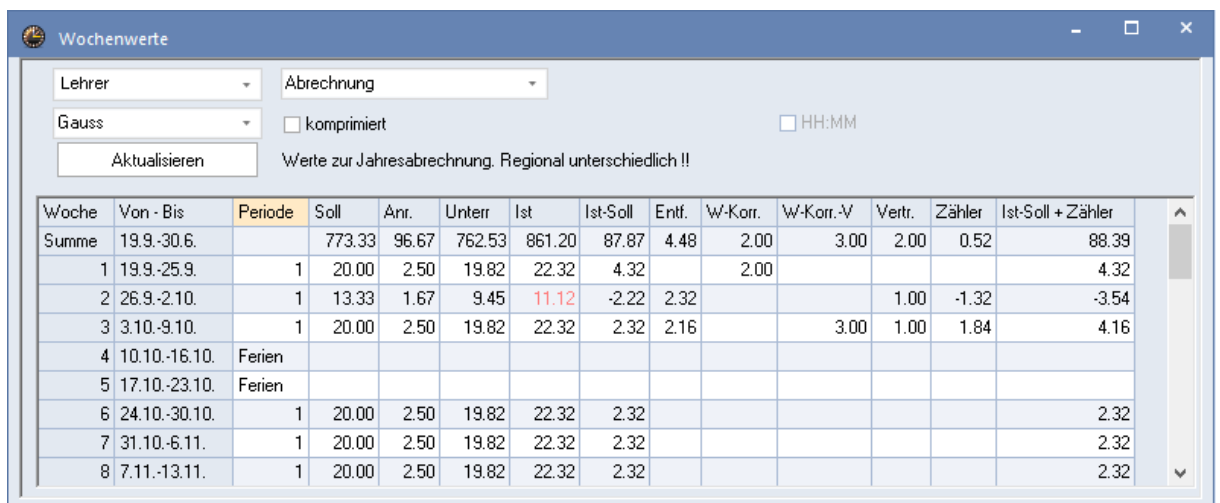 Wochenwerte
Lehrer Abrechnung
Gauss komprimiert HH:MM
Aktualisieren Werte zur Jahresabrechnung. Regional unterschiedlich !!
Woche Von - Bis Periode Soll Anr. Unterr Ist Ist-Soll Entf. W-Korr. W-Korr.-V Vertr. Zähler Ist-Soll + Zähler
Summe 19.9.-30.6. 773.33 96.67 762.53 861.20 87.87 4.48 2.00 3.00 2.00 0.52 88.39
1 19.9.-25.9. 1 20.00 2.50 19.82 22.32 4.32 2.00 4.32
2 26.9.-2.10. 1 13.33 1.67 9.45 11.12 -2.22 2.32 1.00 -1.32 -3.54
3 3.10.-9.10. 1 20.00 2.50 19.82 22.32 2.32 2.16 3.00 1.00 1.84 4.16
4 10.10.-16.10. Ferien
5 17.10.-23.10. Ferien
6 24.10.-30.10. 1 20.00 2.50 19.82 22.32 2.32 2.32
7 31.10.-6.11. 1 20.00 2.50 19.82 22.32 2.32 2.32
8 7.11.-13.11. 1 20.00 2.50 19.82 22.32 2.32 2.32